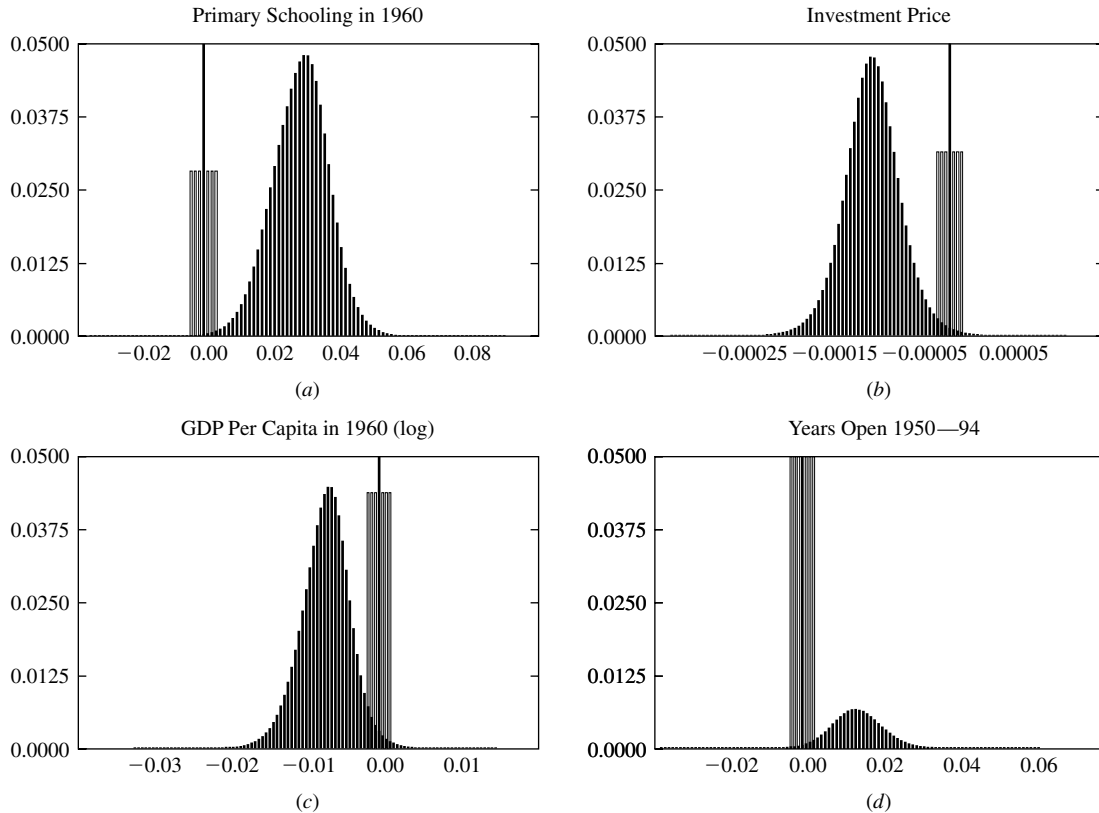 Primary Schooling in 1960
0.0500
0.0375
0.0250
0.0125
0.0000
−0.02 0.00 0.02 0.04 0.06 0.08
(a)
Investment Price
0.0500
0.0375
0.0250
0.0125
0.0000
−0.00025 −0.00015 −0.00005 0.00005
(b)
GDP Per Capita in 1960 (log)
0.0500
0.0375
0.0250
0.0125
0.0000
−0.03 −0.02 −0.01 0.00 0.01
(c)
Years Open 1950—94
0.0500
0.0375
0.0250
0.0125
0.0000
−0.02 0.00 0.02 0.04 0.06
(d)